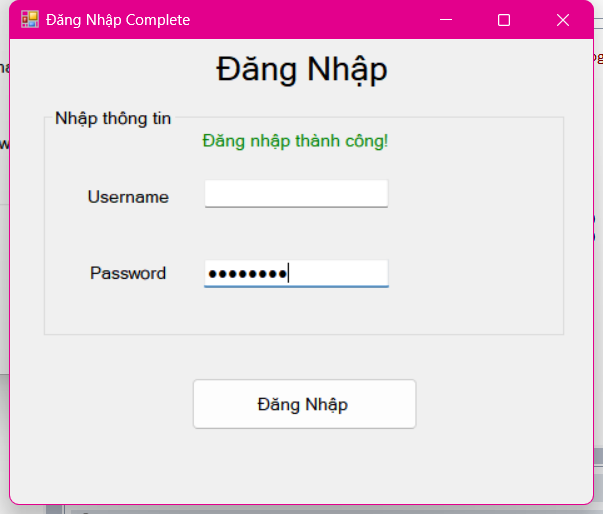 Đăng Nhập Complete
Đăng Nhập
Nhập thông tin
Đăng nhập thành công!
Username
Password
••••••••
Đăng Nhập